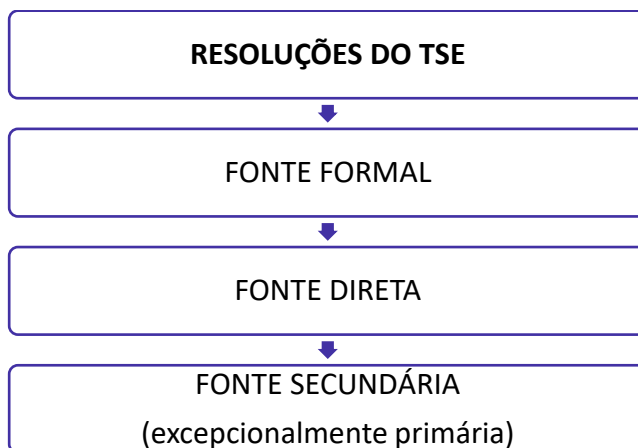 RESOLUÇÕES DO TSE
FONTE FORMAL
FONTE DIRETA
FONTE SECUNDÁRIA
(excepcionalmente primária)